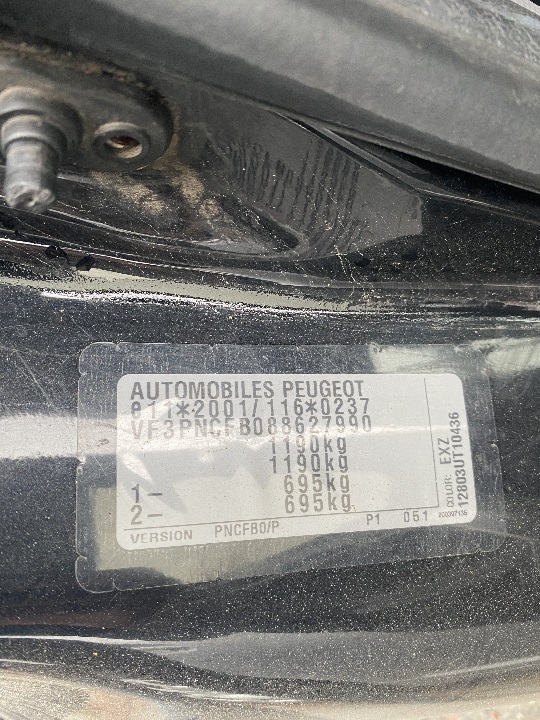 AUTOMOBILES PEUGEOT
e11*2001/116*0237
VF3PNCFB088627990
1190kg
1190kg
1— 695kg
2— 695kg
VERSION PNCFB0/P P1 051
COLOR: EXZ
12803UT10436